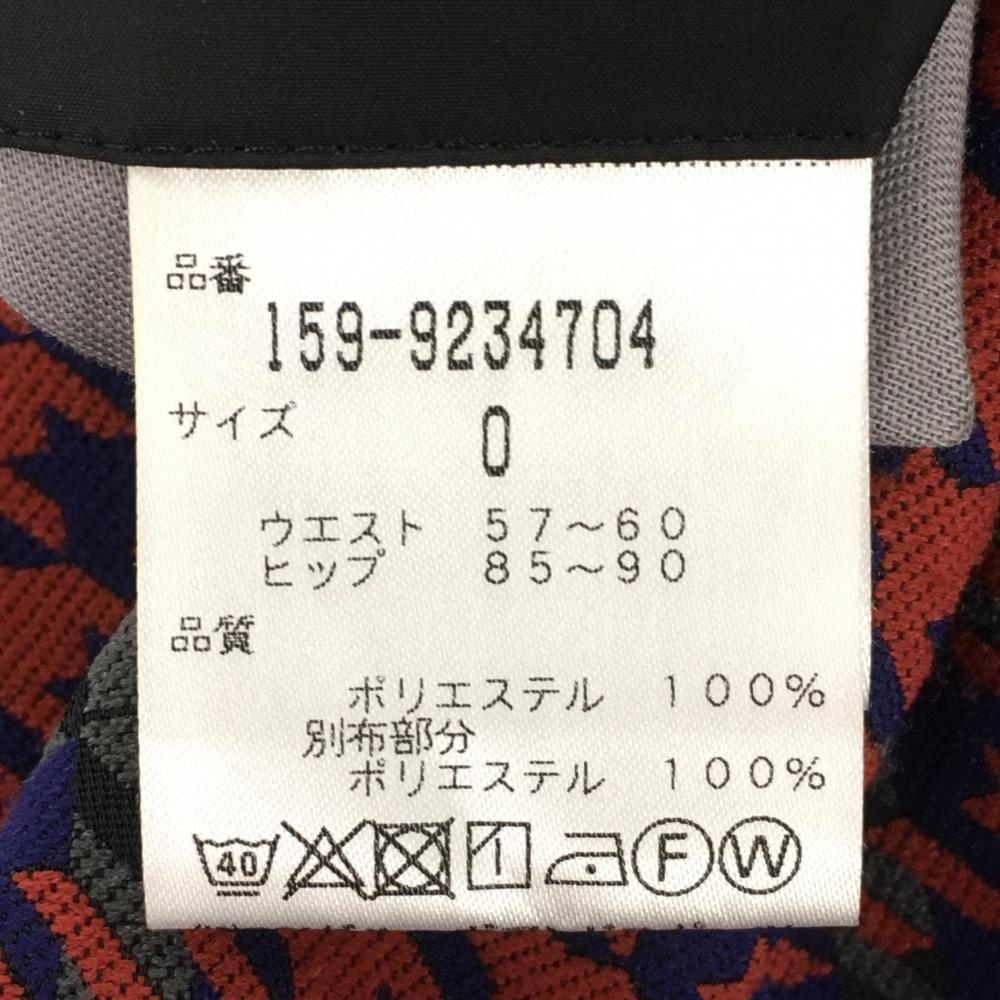 品番
159-9234704
サイズ 0
ウエスト 57～60
ヒップ 85～90
品質
ポリエステル 100%
別布部分
ポリエステル 100%
40 F W